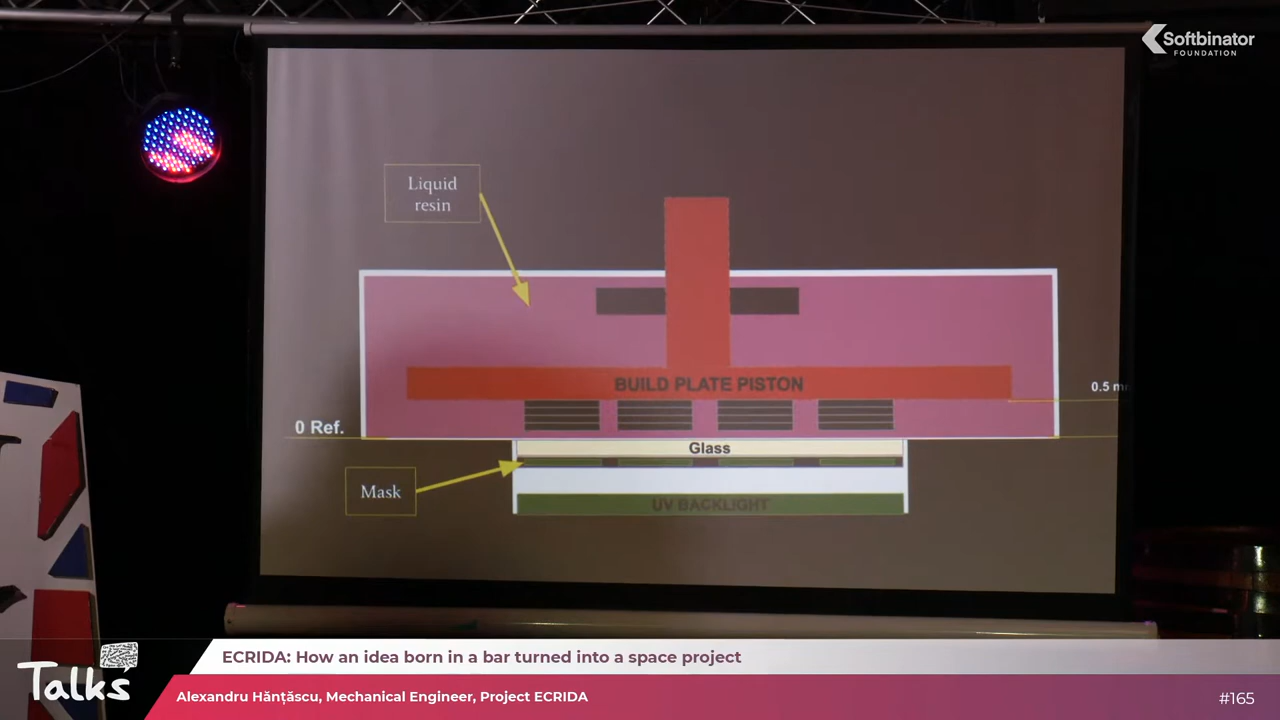 Softbinator
FOUNDATION
Liquid
resin
BUILD PLATE PISTON
0.5
0 Ref.
Glass
Mask
UV BACKLIGHT
Talks
ECRIDA: How an idea born in a bar turned into a space project
Alexandru Hănțăscu, Mechanical Engineer, Project ECRIDA
#165